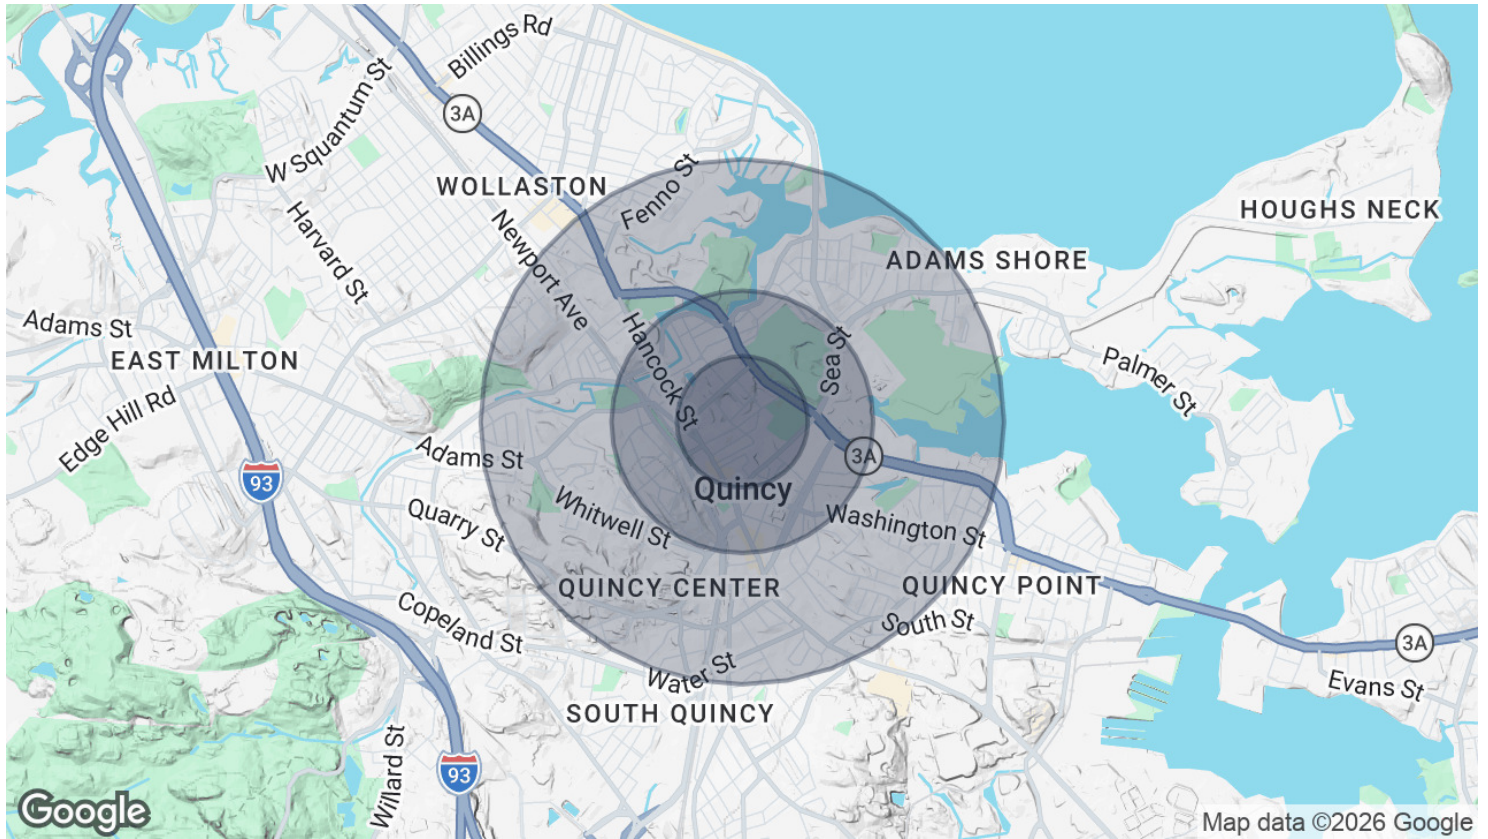 Billings Rd
3A
W Squantum St
WOLLASTON
Fenno St
HOUGHS NECK
Harvard St
Newport Ave
ADAMS SHORE
Adams St
Hancock St
Sea St
EAST MILTON
Palmer St
Edge Hill Rd
Adams St
3A
93
Quincy
Quarry St
Whitwell St
Washington St
QUINCY CENTER
QUINCY POINT
Copeland St
South St
3A
Water St
Evans St
SOUTH QUINCY
Willard St
93
Google
Map data ©2026 Google